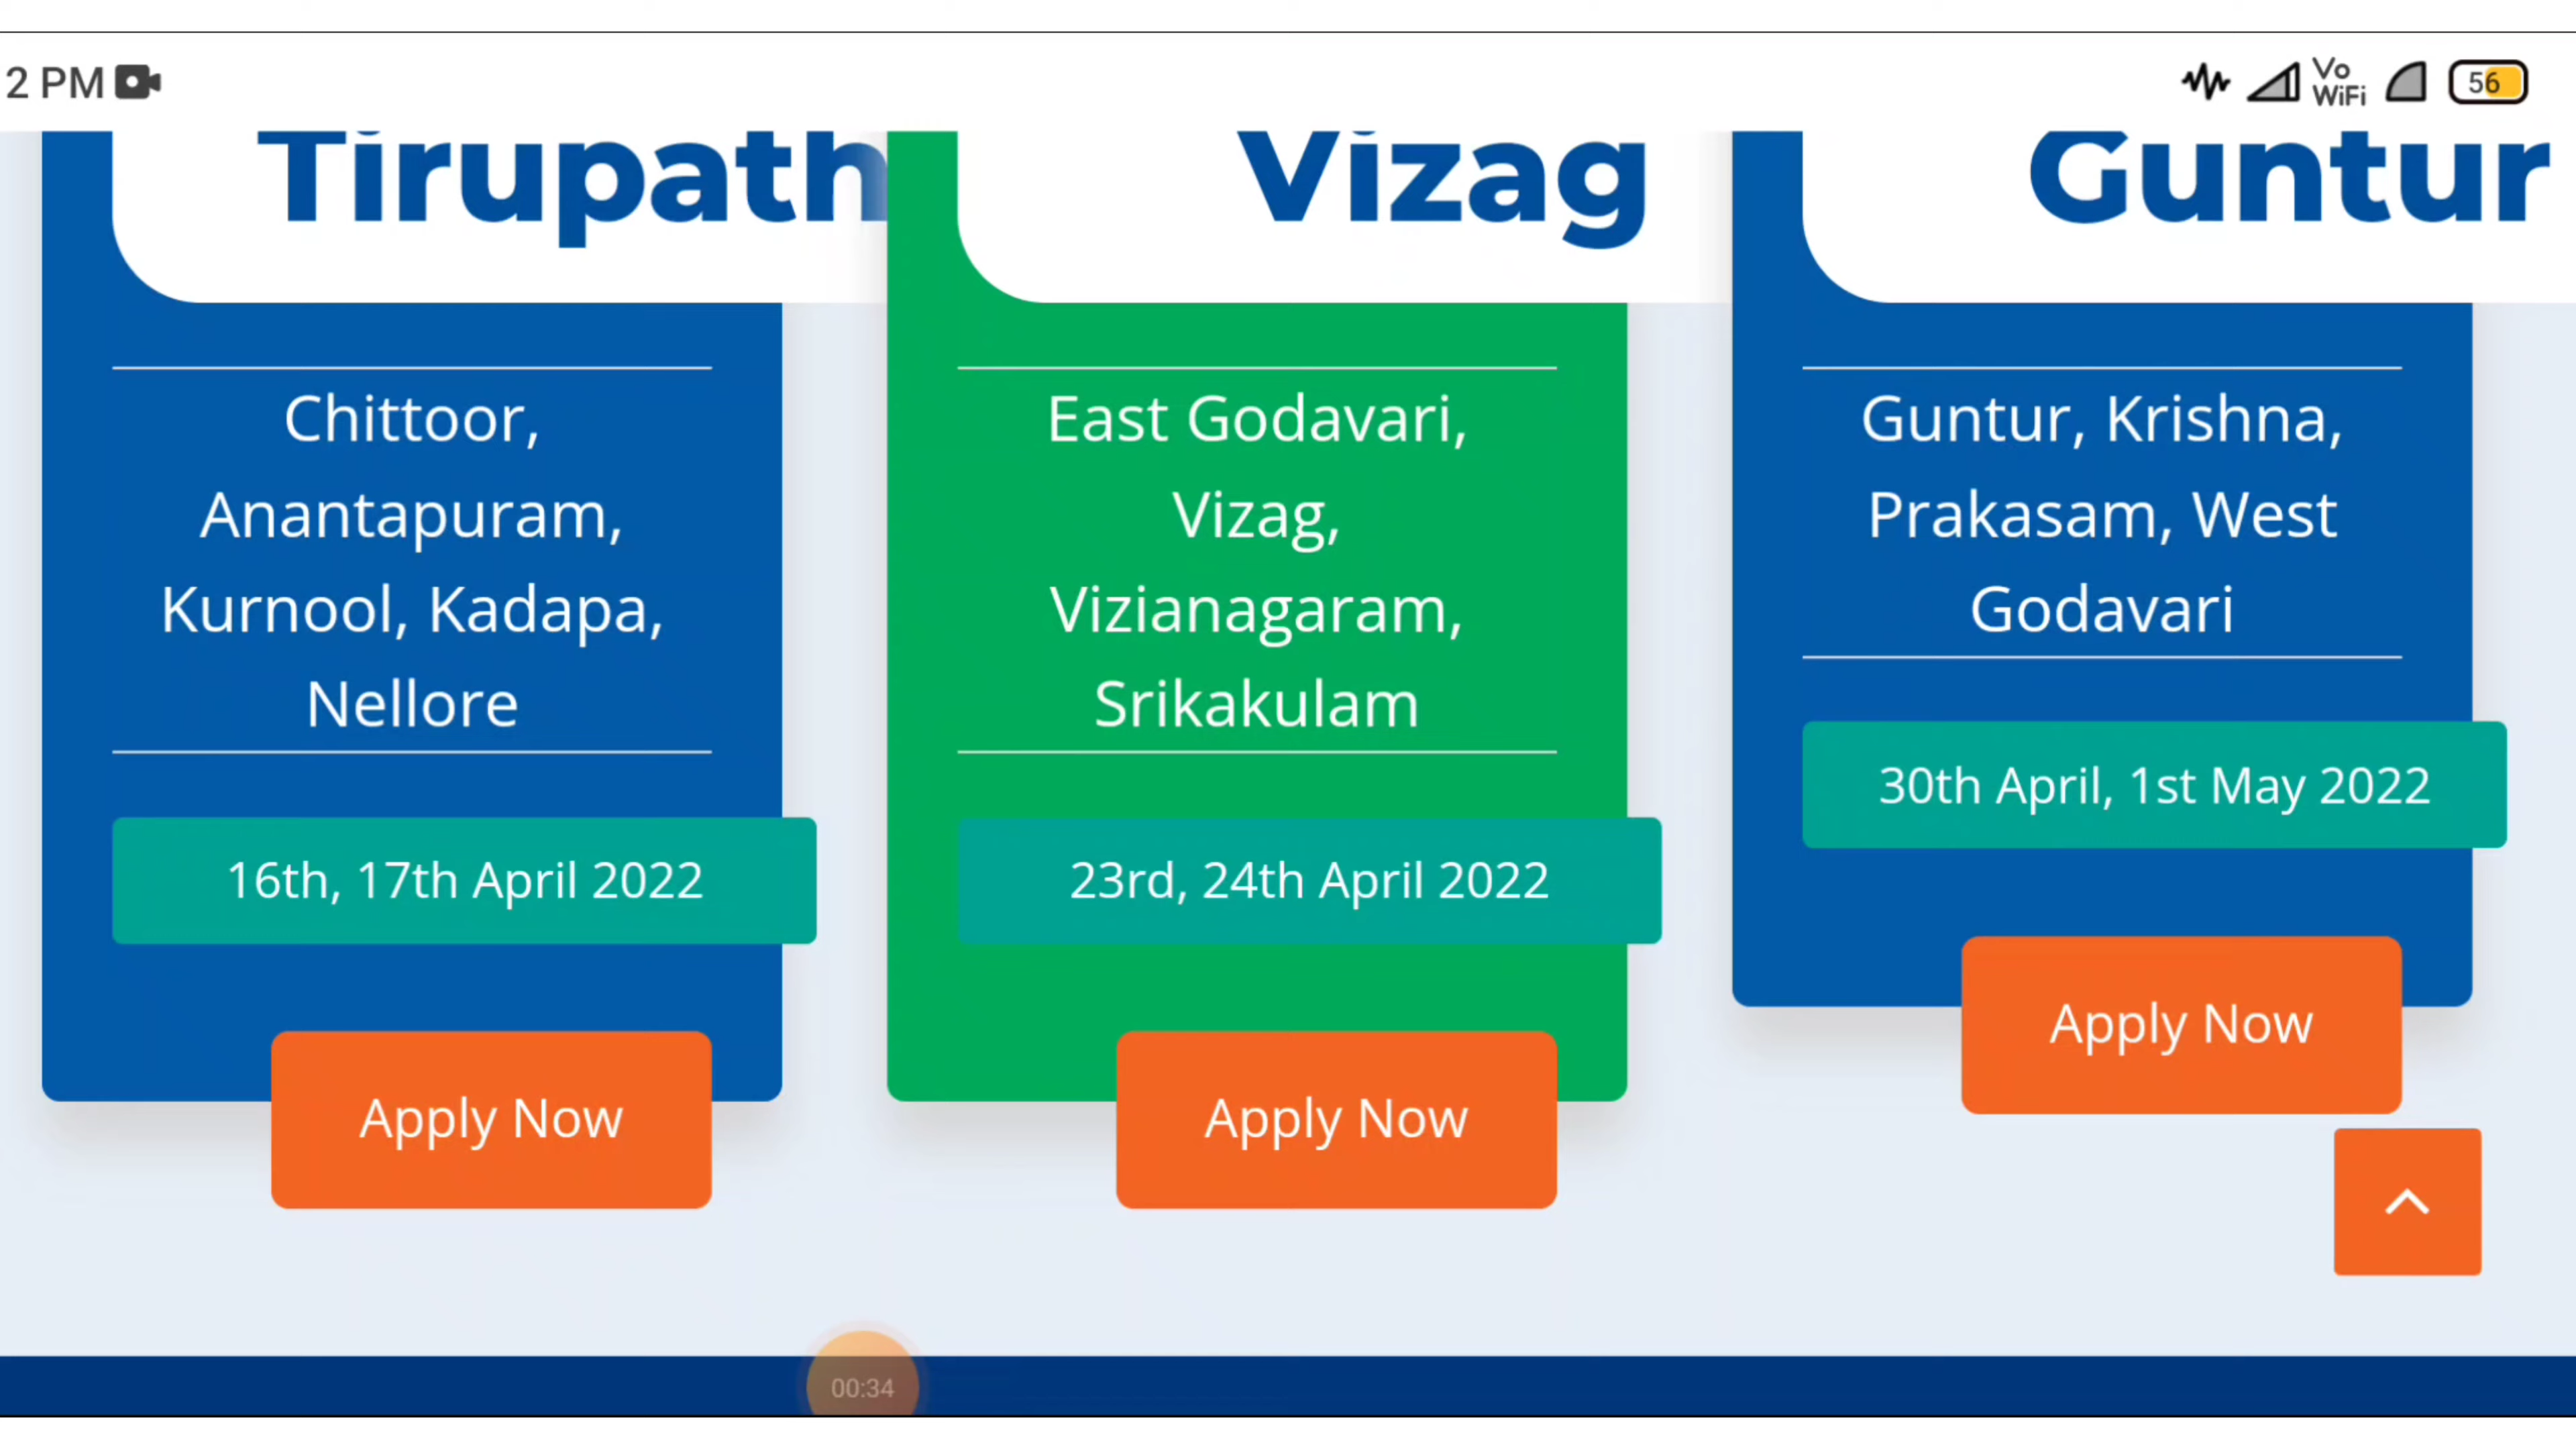 2 PM
Vo
WiFi
56
Tirupath
Vizag
Guntur
Chittoor,
Anantapuram,
Kurnool, Kadapa,
Nellore
16th, 17th April 2022
Apply Now
East Godavari,
Vizag,
Vizianagaram,
Srikakulam
23rd, 24th April 2022
Apply Now
Guntur, Krishna,
Prakasam, West
Godavari
30th April, 1st May 2022
Apply Now
00:34